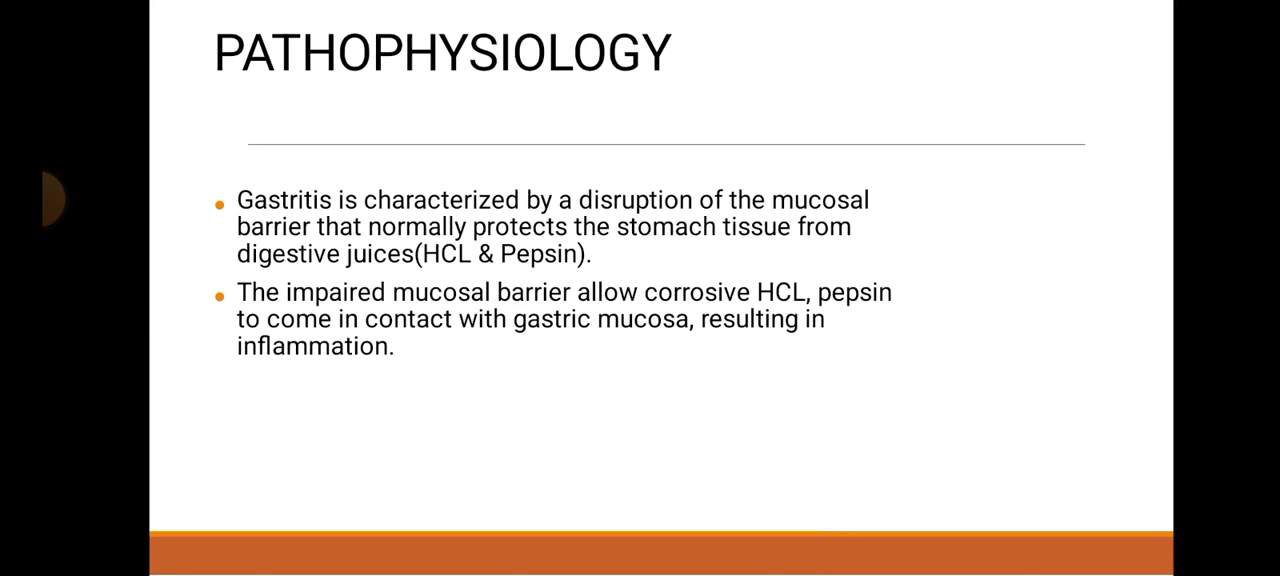 PATHOPHYSIOLOGY
• Gastritis is characterized by a disruption of the mucosal
barrier that normally protects the stomach tissue from
digestive juices(HCL & Pepsin).
• The impaired mucosal barrier allow corrosive HCL, pepsin
to come in contact with gastric mucosa, resulting in
inflammation.